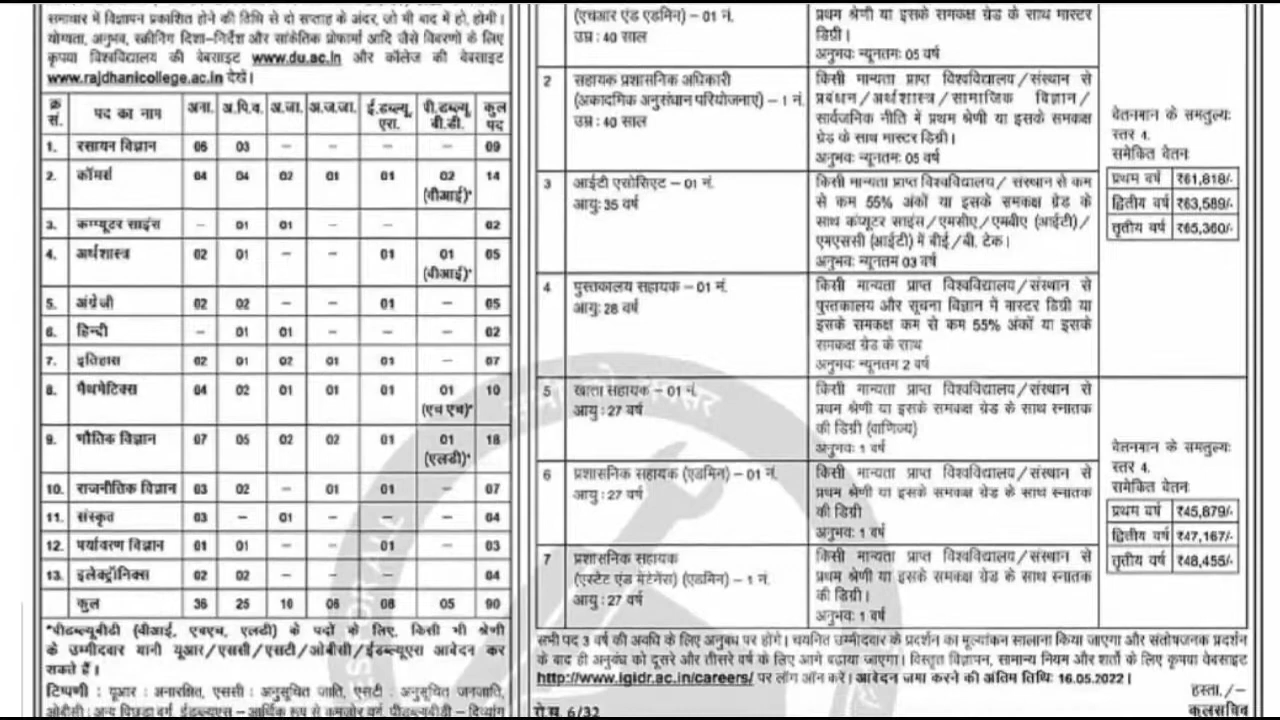 समाचार में विज्ञापन प्रकाशित होने की तिथि से दो सप्ताह के अंदर, जो भी बाद में हो, होगी।
योग्यता, अनुभव, स्क्रीनिंग दिशा-निर्देश और सांकेतिक प्रोफार्मा आदि जैसे विवरणों के लिए
कृपया विश्वविद्यालय की वेबसाइट www.du.ac.in और कॉलेज की वेबसाइट
www.rajdhanicollege.ac.in देखें।
क्र सं. पद का नाम अना. अ.पि.व. अ.जा. अ.ज.जा. ई.डब्ल्यू. एस. पी.डब्ल्यू. बी.डी. कुल पद
1. रसायन विज्ञान 06 03 – – – – 09
2. कॉमर्स 04 04 02 01 01 02 14
(वीआई)*
3. कम्प्यूटर साइंस – 01 01 – – – 02
4. अर्थशास्त्र 02 01 – – 01 01 05
(वीआई)*
5. अंग्रेजी 02 02 – – 01 – 05
6. हिन्दी – 01 01 – – – 02
7. इतिहास 02 01 02 01 01 – 07
8. मैथमेटिक्स 04 02 01 01 01 01 10
(एच एच)*
9. भौतिक विज्ञान 07 05 02 02 01 01 18
(एलडी)*
10. राजनीतिक विज्ञान 03 02 – 01 01 – 07
11. संस्कृत 03 – 01 – – – 04
12. पर्यावरण विज्ञान 01 01 – – 01 – 03
13. इलेक्ट्रॉनिक्स 02 02 – – – – 04
कुल 36 25 10 06 08 05 90
*पीडब्ल्यूबीडी (वीआई, एचएच, एलडी) के पदों के लिए, किसी भी श्रेणी
के उम्मीदवार यानी यूआर/एससी/एसटी/ओबीसी/ईडब्ल्यूएस आवेदन कर
सकते हैं।
टिप्पणी : यूआर : अनारक्षित, एससी : अनुसूचित जाति, एसटी : अनुसूचित जनजाति,
ओबीसी: अन्य पिछड़ा वर्ग, ईडब्ल्यूएस – आर्थिक रूप से कमजोर वर्ग, पीडब्ल्यूबीडी – दिव्यांग
(एचआर एंड एडमिन) – 01 नं.
उम्र: 40 साल
प्रथम श्रेणी या इसके समकक्ष ग्रेड के साथ मास्टर
डिग्री।
अनुभव: न्यूनतम: 05 वर्ष
2 सहायक प्रशासनिक अधिकारी
(अकादमिक अनुसंधान परियोजनाएं) – 1 नं.
उम्र: 40 साल
किसी मान्यता प्राप्त विश्वविद्यालय/संस्थान से
प्रबंधन/अर्थशास्त्र/सामाजिक विज्ञान/
सार्वजनिक नीति में प्रथम श्रेणी या इसके समकक्ष
ग्रेड के साथ मास्टर डिग्री।
अनुभव: न्यूनतम: 05 वर्ष
3 आईटी एसोसिएट – 01 नं.
आयु: 35 वर्ष
किसी मान्यता प्राप्त विश्वविद्यालय/ संस्थान से कम
से कम 55% अंकों या इसके समकक्ष ग्रेड के
साथ कंप्यूटर साइंस/एमसीए/एमबीए (आईटी)/
एमएससी (आईटी) में बीई/बी. टेक।
अनुभव: न्यूनतम 03 वर्ष
4 पुस्तकालय सहायक – 01 नं.
आयु: 28 वर्ष
किसी मान्यता प्राप्त विश्वविद्यालय/संस्थान से
पुस्तकालय और सूचना विज्ञान में मास्टर डिग्री या
इसके समकक्ष कम से कम 55% अंकों या इसके
समकक्ष ग्रेड के साथ
अनुभव: न्यूनतम 2 वर्ष
वेतनमान के समतुल्य:
स्तर 4.
समेकित वेतन:
प्रथम वर्ष ₹61,818/-
द्वितीय वर्ष ₹63,589/-
तृतीय वर्ष ₹65,360/-
5 खाता सहायक – 01 नं.
आयु: 27 वर्ष
किसी मान्यता प्राप्त विश्वविद्यालय/संस्थान से
प्रथम श्रेणी या इसके समकक्ष ग्रेड के साथ स्नातक
की डिग्री (वाणिज्य)
अनुभव: 1 वर्ष
6 प्रशासनिक सहायक (एडमिन) – 01 नं.
आयु: 27 वर्ष
किसी मान्यता प्राप्त विश्वविद्यालय/संस्थान से
प्रथम श्रेणी या इसके समकक्ष ग्रेड के साथ स्नातक
की डिग्री
अनुभव: 1 वर्ष
7 प्रशासनिक सहायक
(एस्टेट एंड मेंटेनेंस) (एडमिन) – 1 नं.
आयु: 27 वर्ष
किसी मान्यता प्राप्त विश्वविद्यालय/संस्थान से
प्रथम श्रेणी या इसके समकक्ष ग्रेड के साथ स्नातक
की डिग्री।
अनुभव: 1 वर्ष
वेतनमान के समतुल्य:
स्तर 4.
समेकित वेतन:
प्रथम वर्ष ₹45,879/-
द्वितीय वर्ष ₹47,167/-
तृतीय वर्ष ₹48,455/-
सभी पद 3 वर्ष की अवधि के लिए अनुबंध पर होंगे। चयनित उम्मीदवार के प्रदर्शन का मूल्यांकन सालाना किया जाएगा और संतोषजनक प्रदर्शन
के बाद ही अनुबंध को दूसरे और तीसरे वर्ष के लिए आगे बढ़ाया जाएगा। विस्तृत विज्ञापन, सामान्य नियम और शर्तों के लिए कृपया वेबसाइट
http://www.igidr.ac.in/careers/ पर लॉग ऑन करें। आवेदन जमा करने की अंतिम तिथि: 16.05.2022।
हस्ता./–
रो.स. 6/32 कुलसचिव